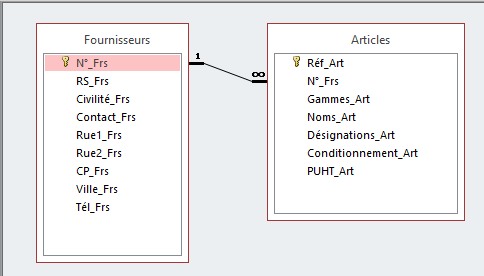 Fournisseurs
N°_Frs
RS_Frs
Civilité_Frs
Contact_Frs
Rue1_Frs
Rue2_Frs
CP_Frs
Ville_Frs
Tél_Frs
1
∞
Articles
Réf_Art
N°_Frs
Gammes_Art
Noms_Art
Désignations_Art
Conditionnement_Art
PUHT_Art